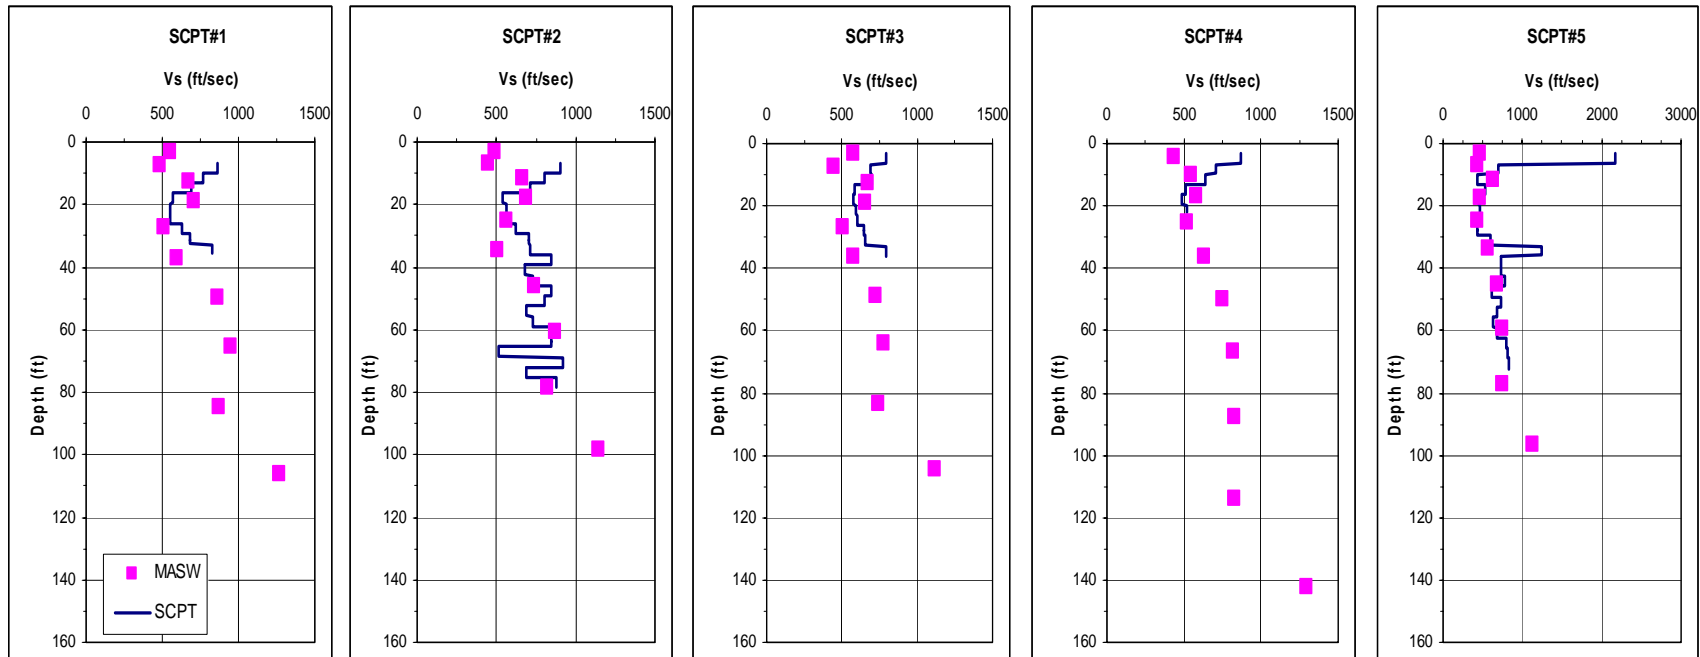 SCPT#1
Vs (ft/sec)
0 500 1000 1500
0
20
40
60
80
100
120
140
160
Depth (ft)
MASW
SCPT
SCPT#2
Vs (ft/sec)
0 500 1000 1500
0
20
40
60
80
100
120
140
160
Depth (ft)
SCPT#3
Vs (ft/sec)
0 500 1000 1500
0
20
40
60
80
100
120
140
160
Depth (ft)
SCPT#4
Vs (ft/sec)
0 500 1000 1500
0
20
40
60
80
100
120
140
160
Depth (ft)
SCPT#5
Vs (ft/sec)
0 1000 2000 3000
0
20
40
60
80
100
120
140
160
Depth (ft)